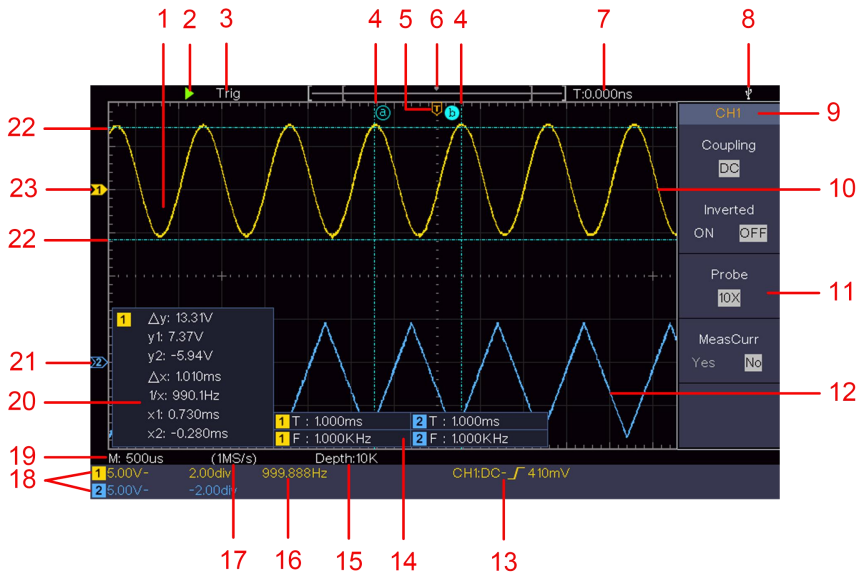 1 2 3 4 5 6 4 7 8
Trig T:0.000ns
a T b
22 9
CH1
Coupling
DC
23 1 10
Inverted
ON OFF
22
Probe
10X
11
1 △y: 13.31V
y1: 7.37V
y2: -5.94V
△x: 1.010ms
1/x: 990.1Hz
x1: 0.730ms
x2: -0.280ms
MeasCurr
Yes No
21 2
20 12
1 T : 1.000ms 2 T : 1.000ms
1 F : 1.000KHz 2 F : 1.000KHz
19 M: 500us (1MS/s) Depth:10K
18 1 5.00V~ 2.00div 999.888Hz CH1:DC- 410mV
2 5.00V~ -2.00div
17 16 15 14 13